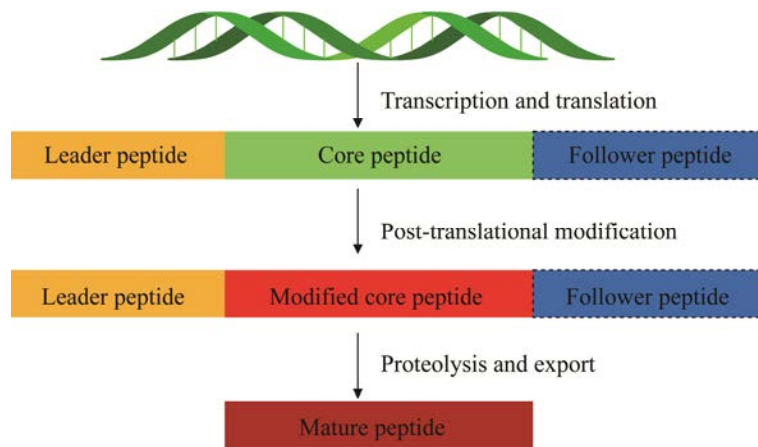 Transcription and translation
Leader peptide Core peptide Follower peptide
Post-translational modification
Leader peptide Modified core peptide Follower peptide
Proteolysis and export
Mature peptide